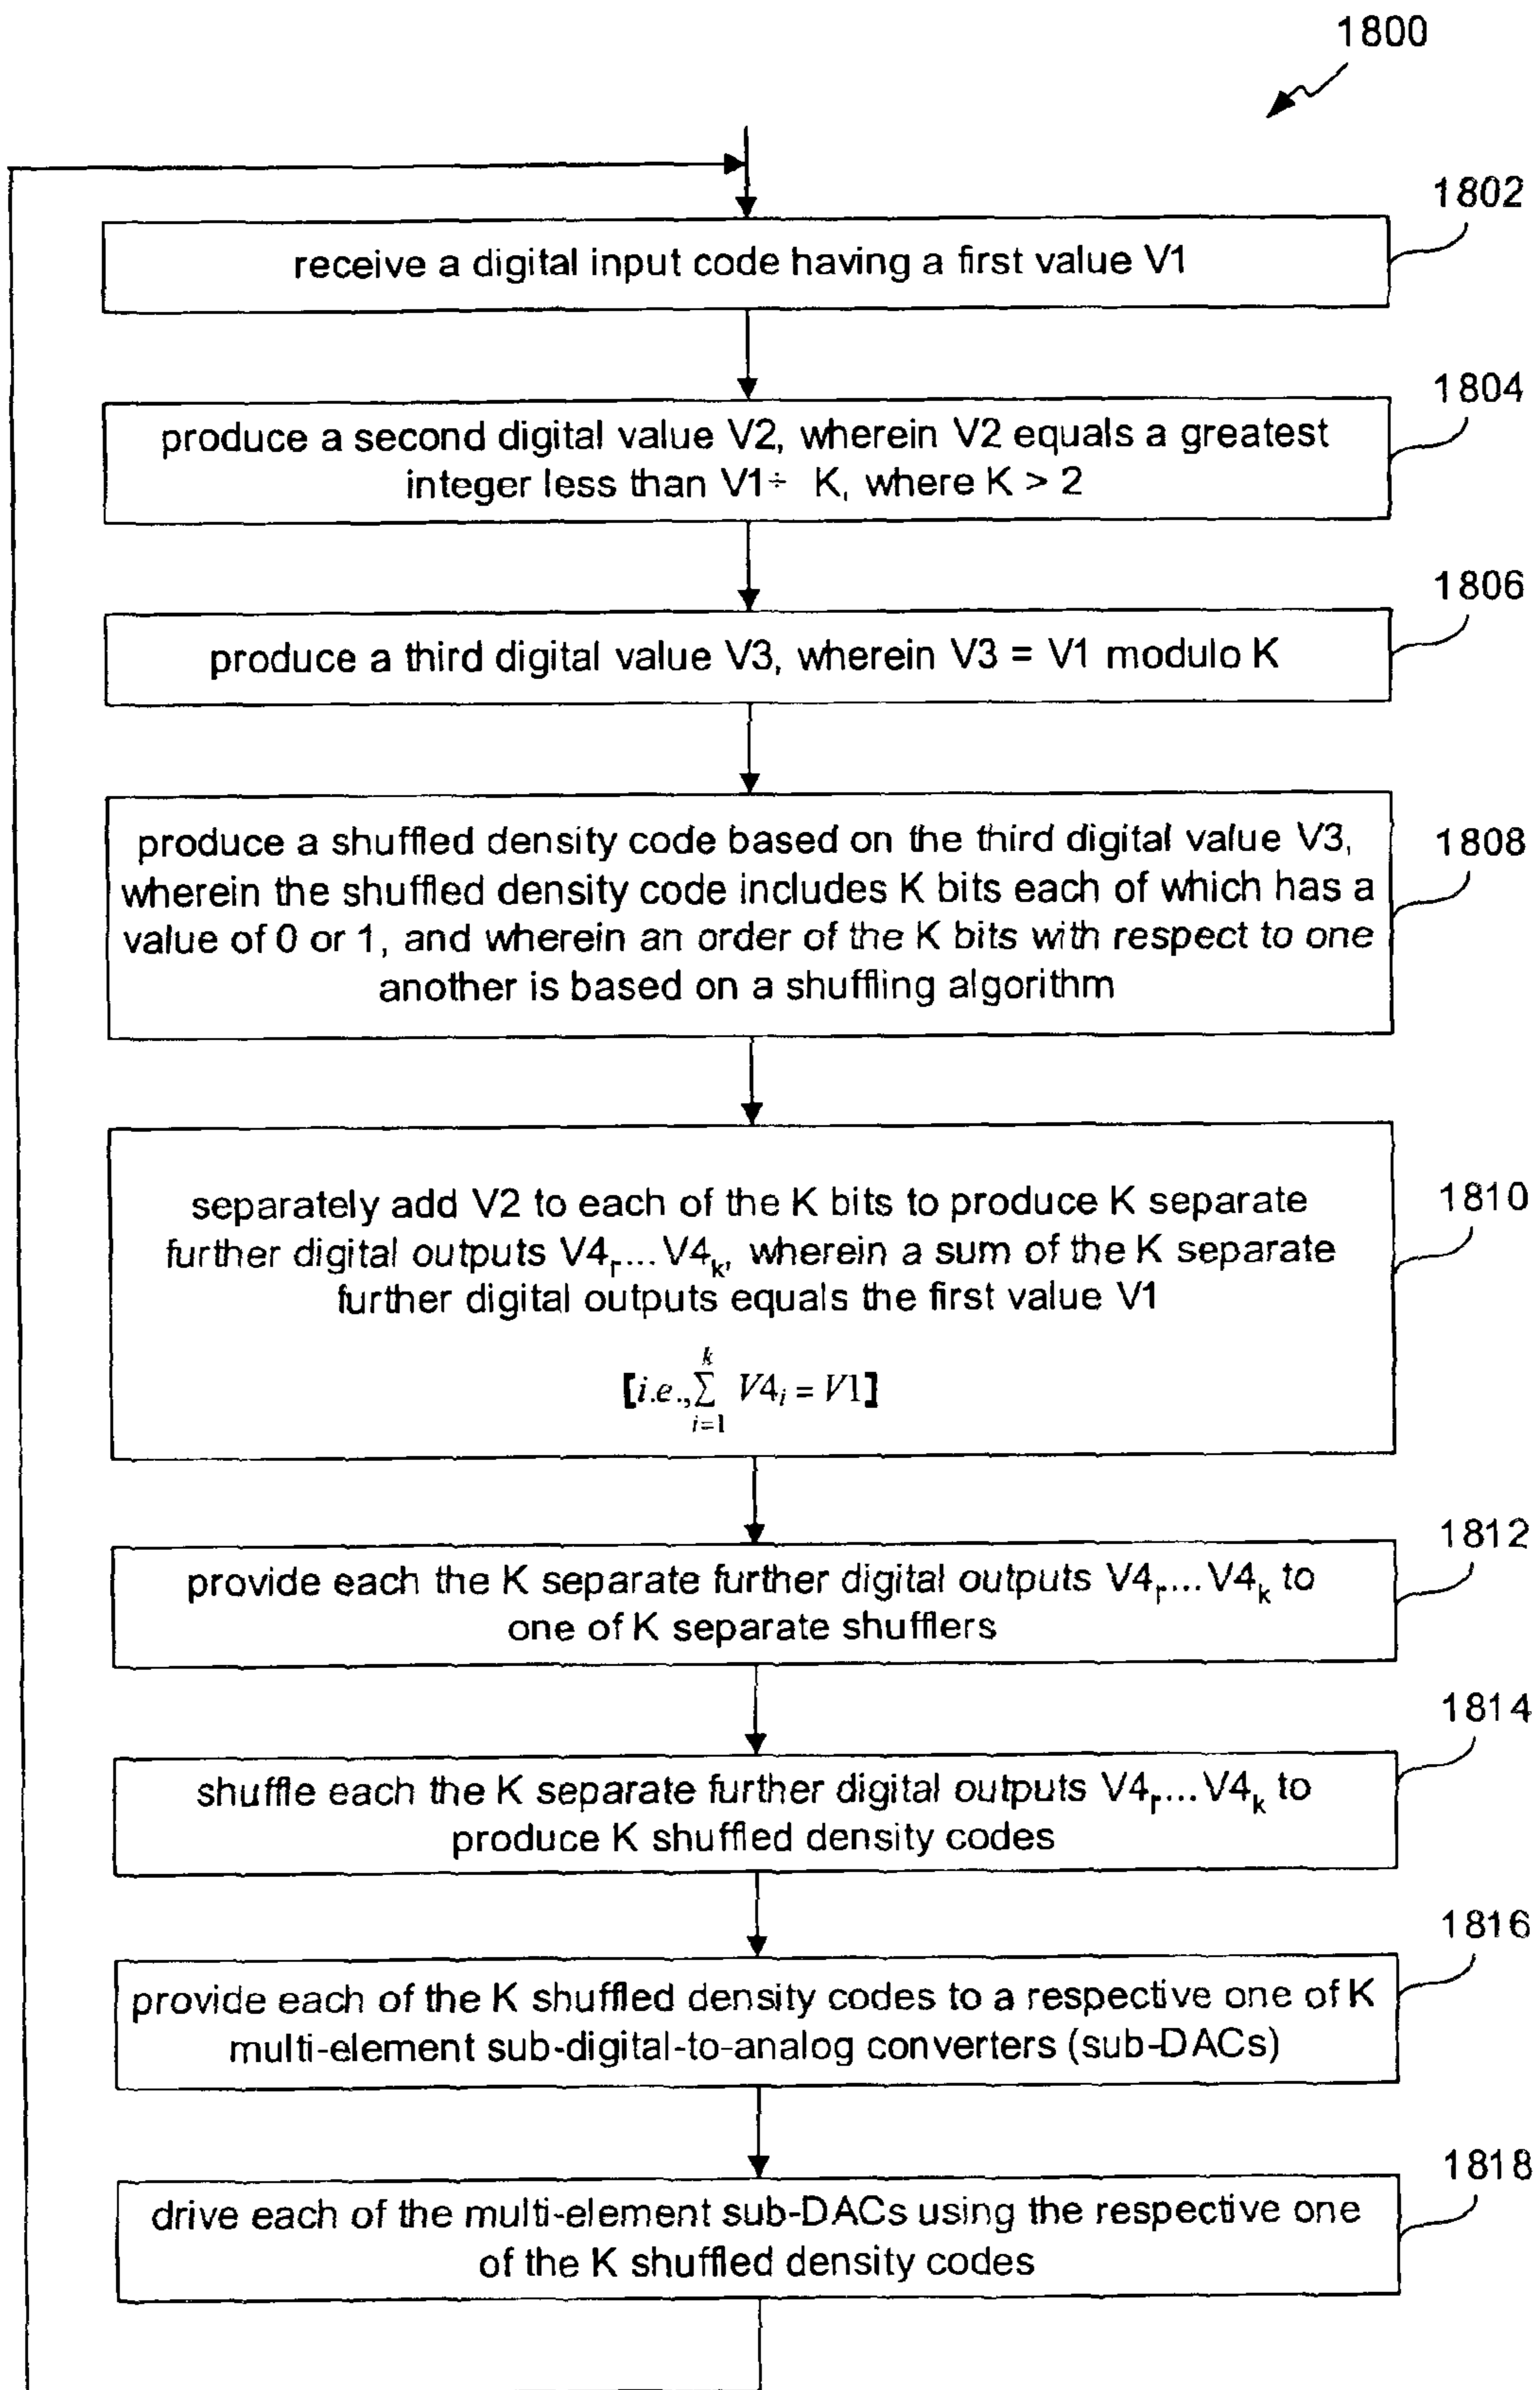 1800
1802
receive a digital input code having a first value V1
1804
produce a second digital value V2, wherein V2 equals a greatest
integer less than V1÷ K, where K > 2
1806
produce a third digital value V3, wherein V3 = V1 modulo K
1808
produce a shuffled density code based on the third digital value V3,
wherein the shuffled density code includes K bits each of which has a
value of 0 or 1, and wherein an order of the K bits with respect to one
another is based on a shuffling algorithm
1810
separately add V2 to each of the K bits to produce K separate
further digital outputs V4r...V4k, wherein a sum of the K separate
further digital outputs equals the first value V1
k
[i.e.,∑ V4i = V1]
i=1
1812
provide each the K separate further digital outputs V4r...V4k to
one of K separate shufflers
1814
shuffle each the K separate further digital outputs V4r...V4k to
produce K shuffled density codes
1816
provide each of the K shuffled density codes to a respective one of K
multi-element sub-digital-to-analog converters (sub-DACs)
1818
drive each of the multi-element sub-DACs using the respective one
of the K shuffled density codes